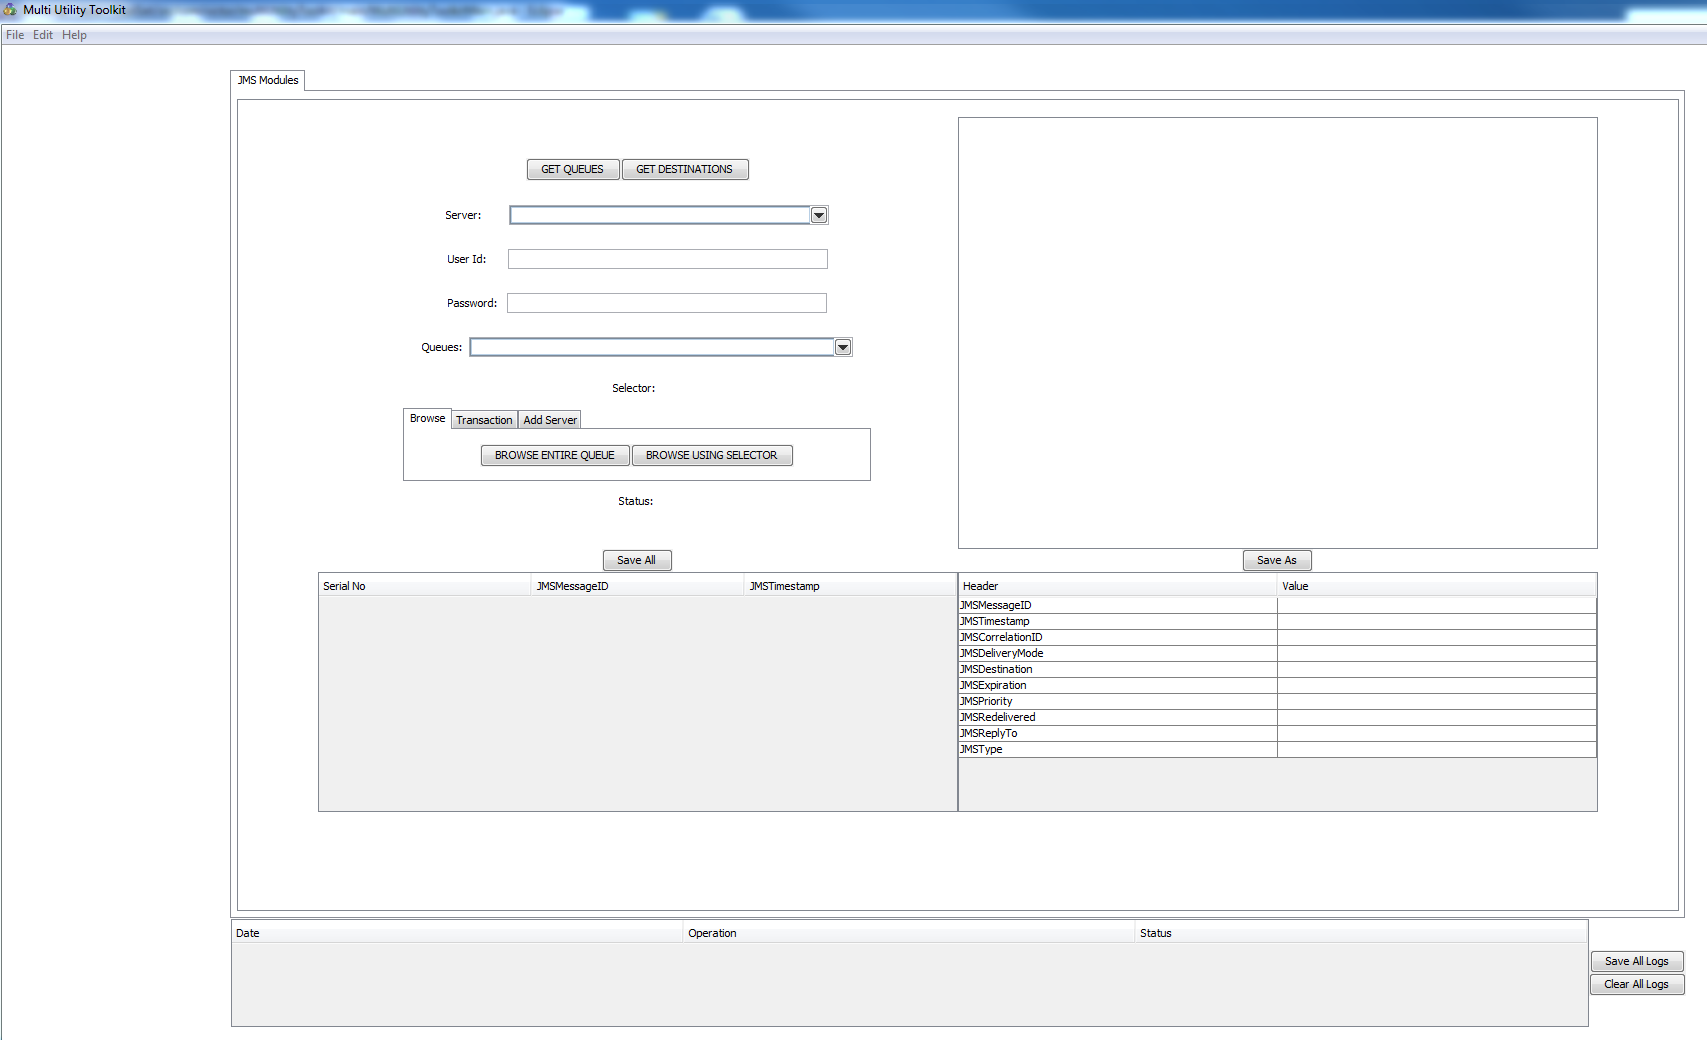 Multi Utility Toolkit
File Edit Help
JMS Modules
GET QUEUES GET DESTINATIONS
Server:
User Id:
Password:
Queues:
Selector:
Browse Transaction Add Server
BROWSE ENTIRE QUEUE BROWSE USING SELECTOR
Status:
Save All
Save As
Serial No JMSMessageID JMSTimestamp
Header Value
JMSMessageID
JMSTimestamp
JMSCorrelationID
JMSDeliveryMode
JMSDestination
JMSExpiration
JMSPriority
JMSRedelivered
JMSReplyTo
JMSType
Date Operation Status
Save All Logs
Clear All Logs